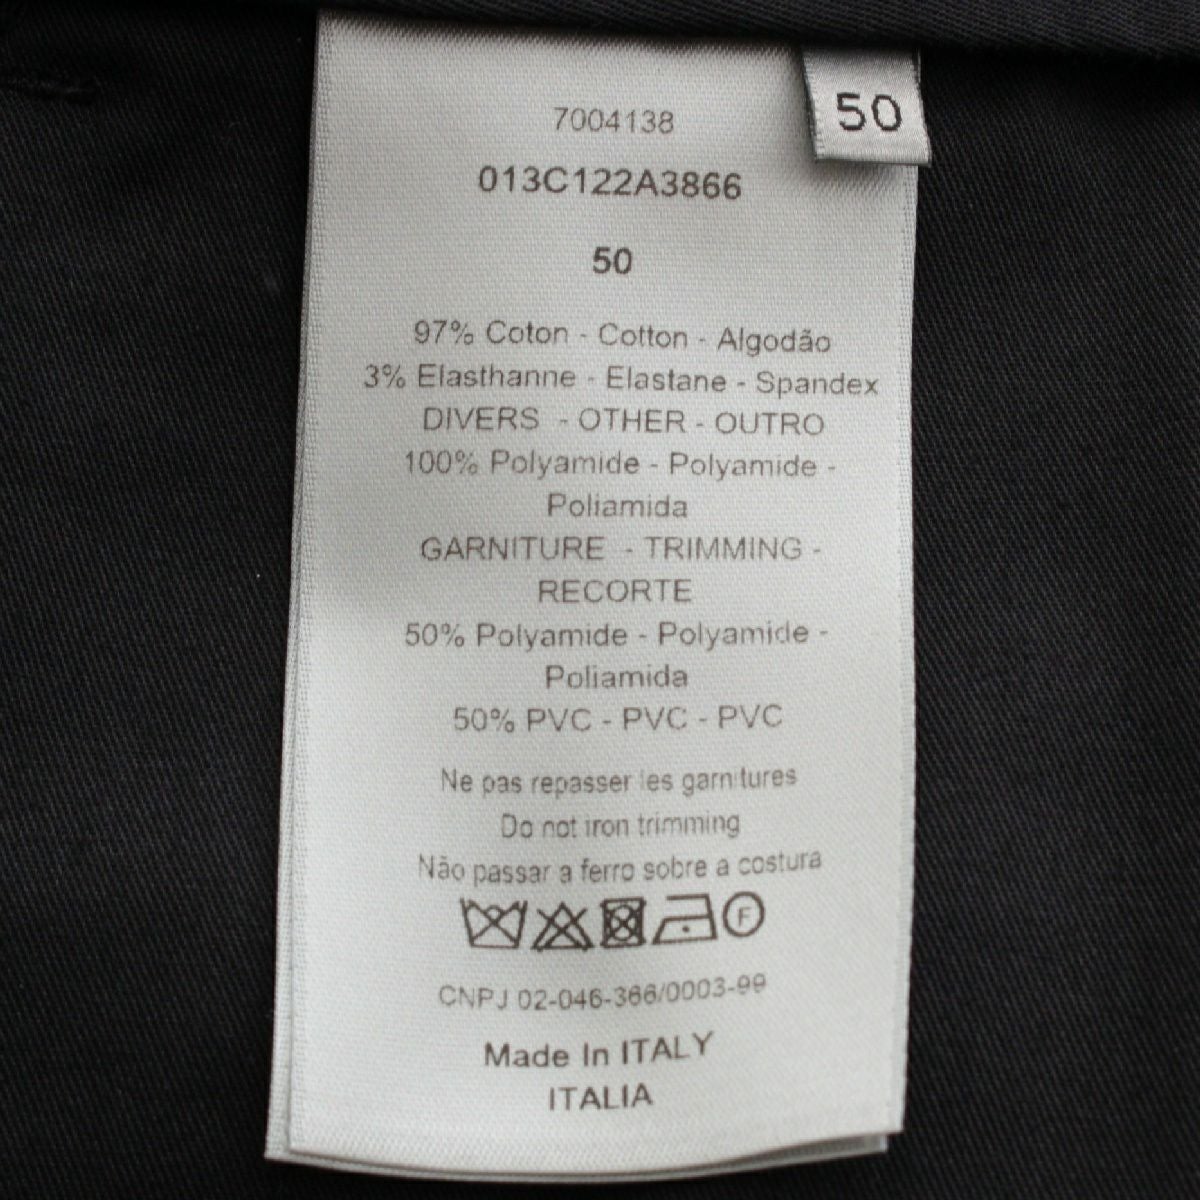 50
7004138
013C122A3866
50
97% Coton - Cotton - Algodão
3% Elasthanne - Elastane - Spandex
DIVERS - OTHER - OUTRO
100% Polyamide - Polyamide -
Poliamida
GARNITURE - TRIMMING -
RECORTE
50% Polyamide - Polyamide -
Poliamida
50% PVC - PVC - PVC
Ne pas repasser les garnitures
Do not iron trimming
Não passar a ferro sobre a costura
F
CNPJ 02-046-366/0003-99
Made In ITALY
ITALIA